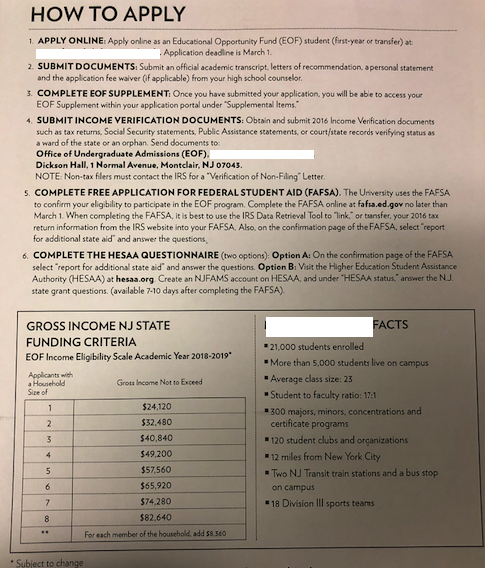 HOW TO APPLY
1. APPLY ONLINE: Apply online as an Educational Opportunity Fund (EOF) student (first-year or transfer) at:
. Application deadline is March 1.
2. SUBMIT DOCUMENTS: Submit an official academic transcript, letters of recommendation, a personal statement
and the application fee waiver (if applicable) from your high school counselor.
3. COMPLETE EOF SUPPLEMENT: Once you have submitted your application, you will be able to access your
EOF Supplement within your application portal under "Supplemental Items."
4. SUBMIT INCOME VERIFICATION DOCUMENTS: Obtain and submit 2016 Income Verification documents
such as tax returns, Social Security statements, Public Assistance statements, or court/state records verifying status as
a ward of the state or an orphan. Send documents to:
Office of Undergraduate Admissions (EOF),
Dickson Hall, 1 Normal Avenue, Montclair, NJ 07043.
NOTE: Non-tax filers must contact the IRS for a "Verification of Non-Filing" Letter.
5. COMPLETE FREE APPLICATION FOR FEDERAL STUDENT AID (FAFSA). The University uses the FAFSA
to confirm your eligibility to participate in the EOF program. Complete the FAFSA online at fafsa.ed.gov no later than
March 1. When completing the FAFSA, it is best to use the IRS Data Retrieval Tool to "link," or transfer, your 2016 tax
return information from the IRS website into your FAFSA. Also, on the confirmation page of the FAFSA, select "report
for additional state aid" and answer the questions.
6. COMPLETE THE HESAA QUESTIONNAIRE (two options): Option A: On the confirmation page of the FAFSA
select "report for additional state aid" and answer the questions. Option B: Visit the Higher Education Student Assistance
Authority (HESAA) at hesaa.org. Create an NJFAMS account on HESAA, and under "HESAA status," answer the N.J.
state grant questions. (available 7-10 days after completing the FAFSA).
GROSS INCOME NJ STATE
FUNDING CRITERIA
EOF Income Eligibility Scale Academic Year 2018-2019*
Applicants with
a Household
Size of
Gross Income Not to Exceed
1 $24,120
2 $32,480
3 $40,840
4 $49,200
5 $57,560
6 $65,920
7 $74,280
8 $82,640
** For each member of the household, add $8,360
FACTS
▪ 21,000 students enrolled
▪ More than 5,000 students live on campus
▪ Average class size: 23
▪ Student to faculty ratio: 17:1
▪ 300 majors, minors, concentrations and
certificate programs
▪ 120 student clubs and organizations
▪ 12 miles from New York City
▪ Two NJ Transit train stations and a bus stop
on campus
▪ 18 Division III sports teams
* Subject to change